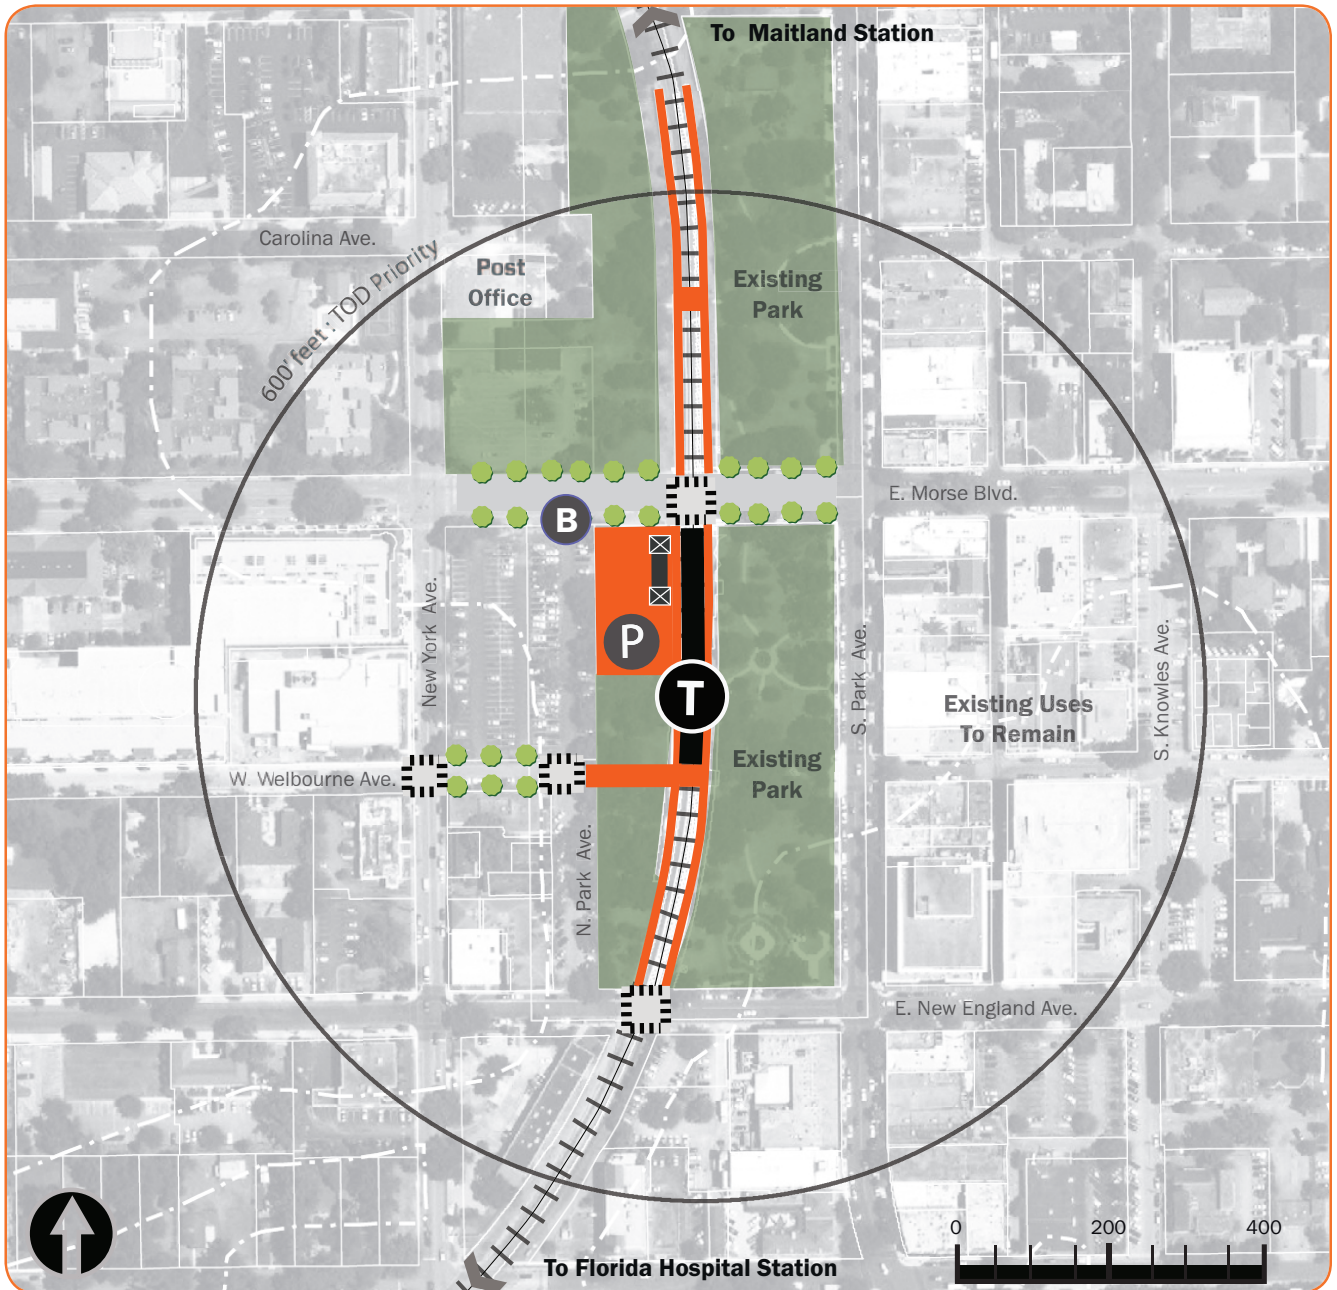 To Maitland Station
Carolina Ave.
600' feet : TOD Priority
Post
Office
Existing
Park
E. Morse Blvd.
B
P
T
New York Ave.
S. Park Ave.
S. Knowles Ave.
Existing Uses
To Remain
W. Welbourne Ave.
Existing
Park
N. Park Ave.
E. New England Ave.
To Florida Hospital Station
0 200 400